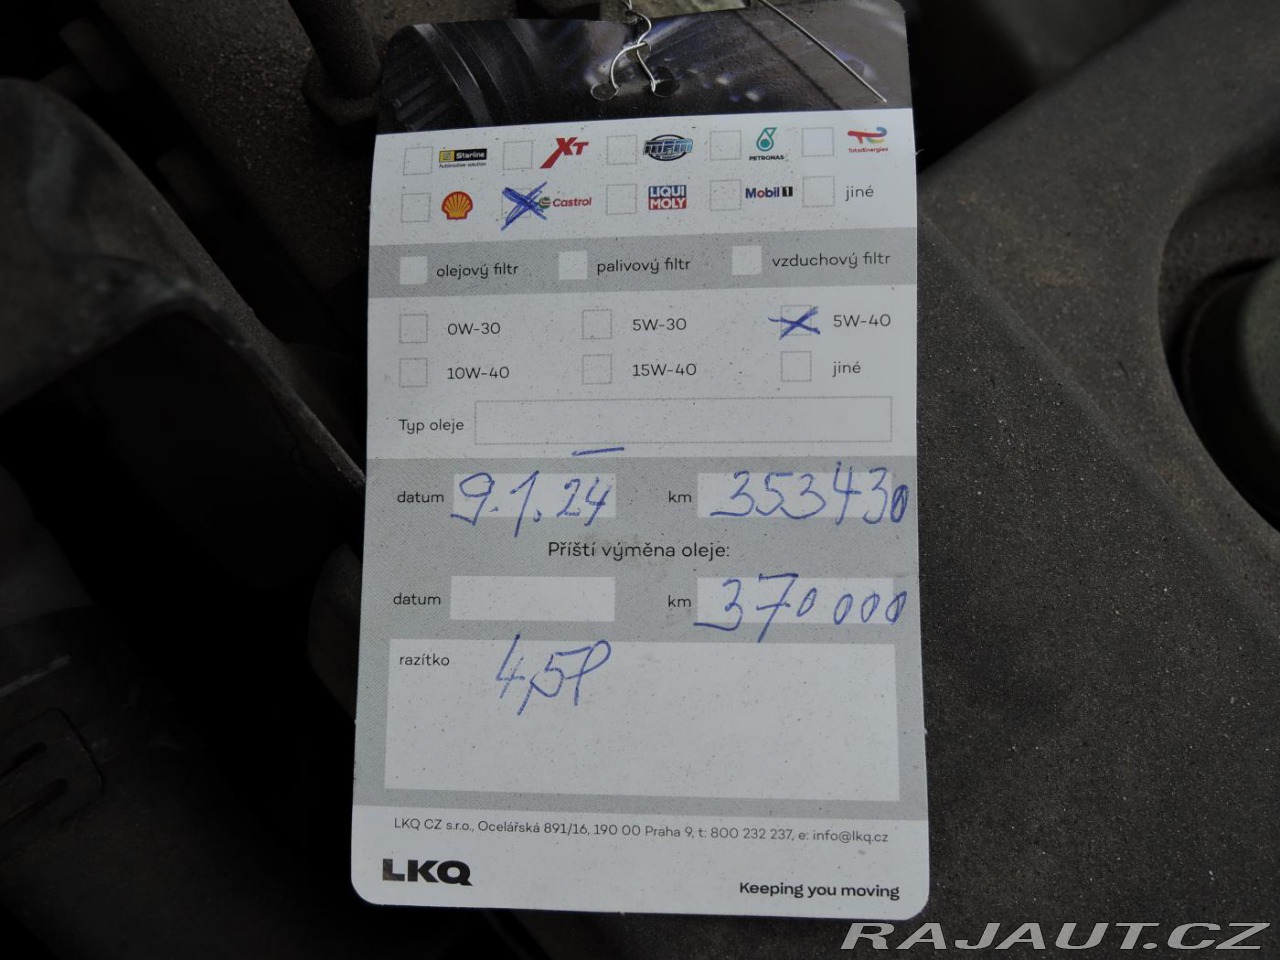 Starline XT MPM PETRONAS TotalEnergies
Castrol LIQUI MOLY Mobil 1 jiné
olejový filtr palivový filtr vzduchový filtr
0W-30 5W-30 5W-40
10W-40 15W-40 jiné
Typ oleje
datum 9.1.24 km 353430
Příští výměna oleje:
datum km 370 000
razítko 4,5l
LKQ CZ s.r.o., Ocelářská 891/16, 190 00 Praha 9, t: 800 232 237, e: info@lkq.cz
LKQ Keeping you moving
RAJAUT.CZ